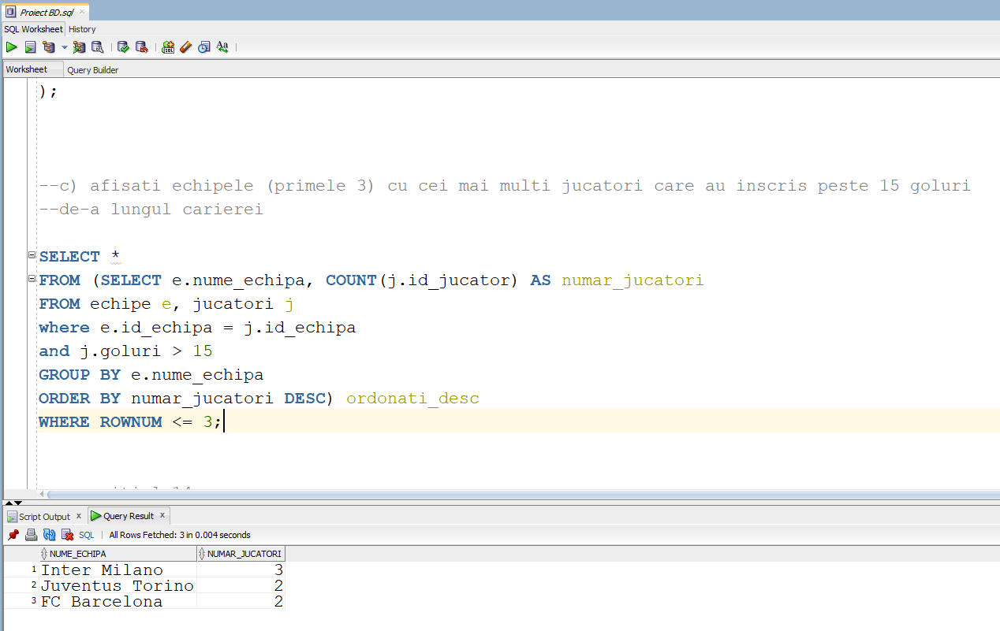 Proiect BD.sql
SQL Worksheet History
Worksheet Query Builder
);
--c) afisati echipele (primele 3) cu cei mai multi jucatori care au inscris peste 15 goluri
--de-a lungul carierei
SELECT *
FROM (SELECT e.nume_echipa, COUNT(j.id_jucator) AS numar_jucatori
FROM echipe e, jucatori j
where e.id_echipa = j.id_echipa
and j.goluri > 15
GROUP BY e.nume_echipa
ORDER BY numar_jucatori DESC) ordonati_desc
WHERE ROWNUM <= 3;
Script Output x Query Result x
SQL | All Rows Fetched: 3 in 0.004 seconds
NUME_ECHIPA NUMAR_JUCATORI
1 Inter Milano 3
2 Juventus Torino 2
3 FC Barcelona 2